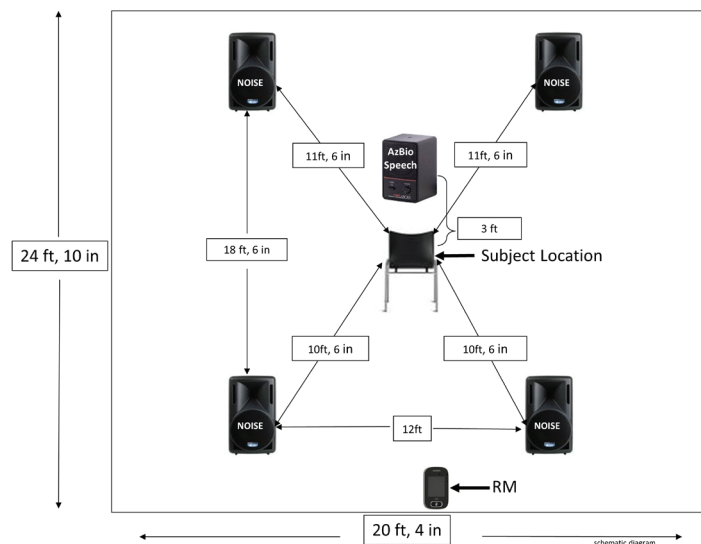 NOISE
NOISE
AzBio
Speech
11ft, 6 in
11ft, 6 in
3 ft
18 ft, 6 in
24 ft, 10 in
Subject Location
10ft, 6 in
10ft, 6 in
NOISE
NOISE
12ft
RM
20 ft, 4 in
schematic diagram